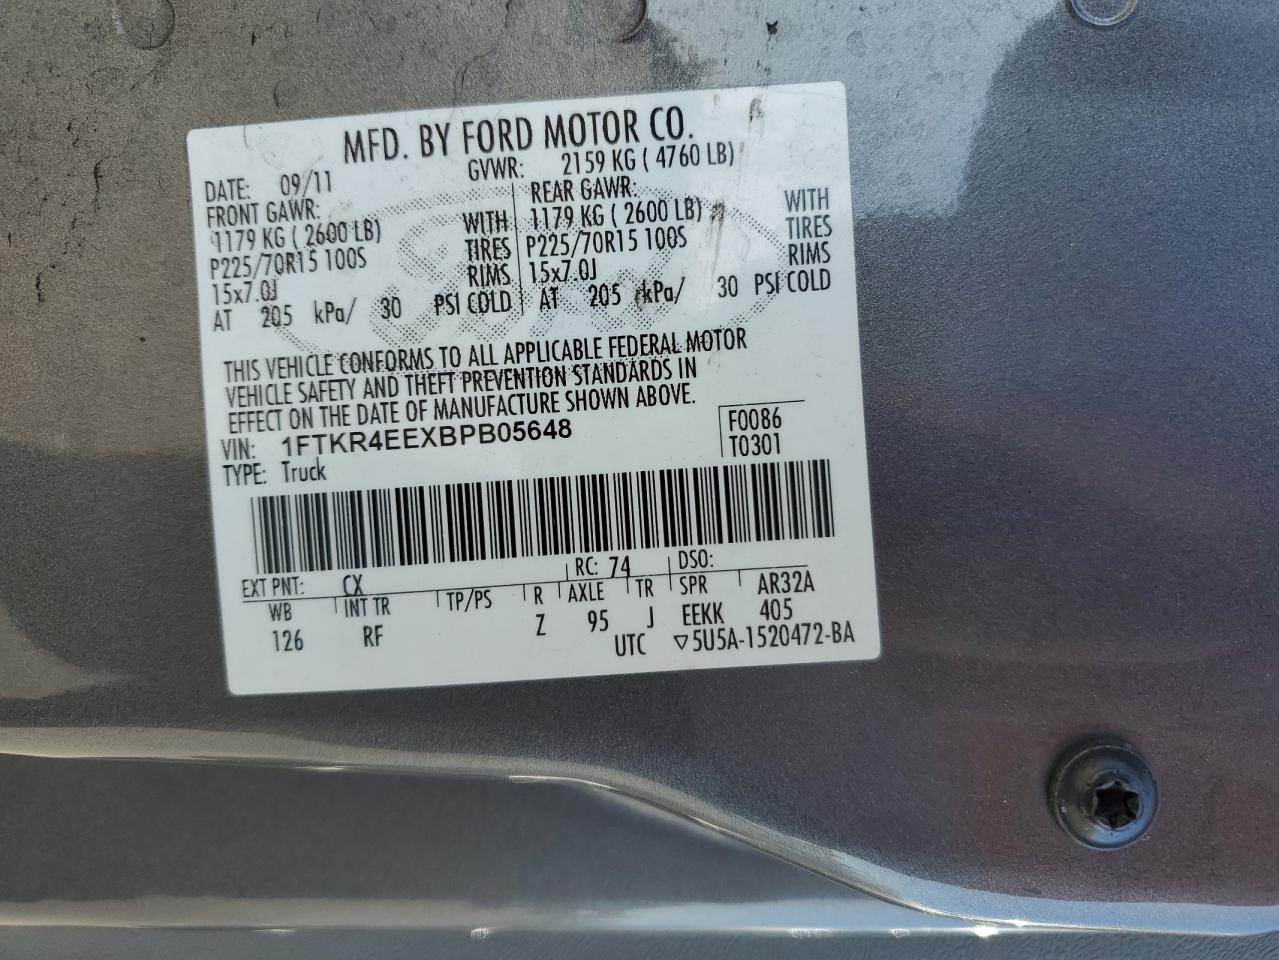 MFD. BY FORD MOTOR CO.
DATE: 09/11 GVWR: 2159 KG ( 4760 LB)
FRONT GAWR: REAR GAWR:
1179 KG ( 2600 LB) WITH 1179 KG ( 2600 LB) WITH
P225/70R15 100S TIRES P225/70R15 100S TIRES
15x7.0J RIMS 15x7.0J RIMS
AT 205 kPa/ 30 PSI COLD AT 205 kPa/ 30 PSI COLD
THIS VEHICLE CONFORMS TO ALL APPLICABLE FEDERAL MOTOR
VEHICLE SAFETY AND THEFT PREVENTION STANDARDS IN
EFFECT ON THE DATE OF MANUFACTURE SHOWN ABOVE.
VIN: 1FTKR4EEXBPB05648 F0086
TYPE: Truck T0301
EXT PNT: CX RC: 74 DSO:
WB INT TR TP/PS R AXLE TR SPR AR32A
126 RF Z 95 J EEKK 405
UTC ▽5U5A-1520472-BA